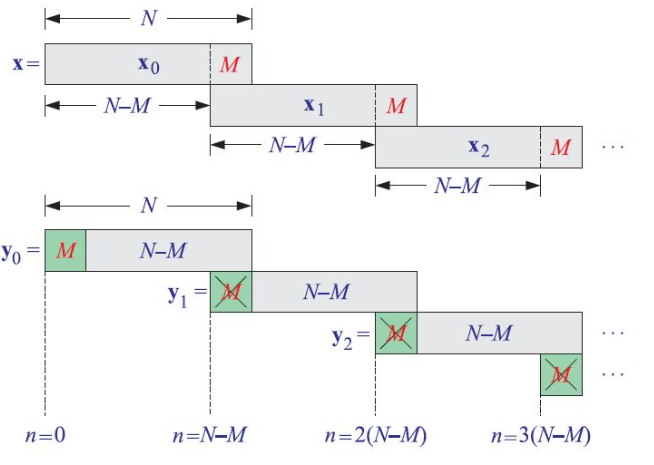 N
x= x₀ M
N–M x₁ M
N–M x₂ M ...
N N–M
y₀ = M N–M
y₁ = M N–M
y₂ = M N–M ...
M ...
n=0 n=N–M n=2(N–M) n=3(N–M)